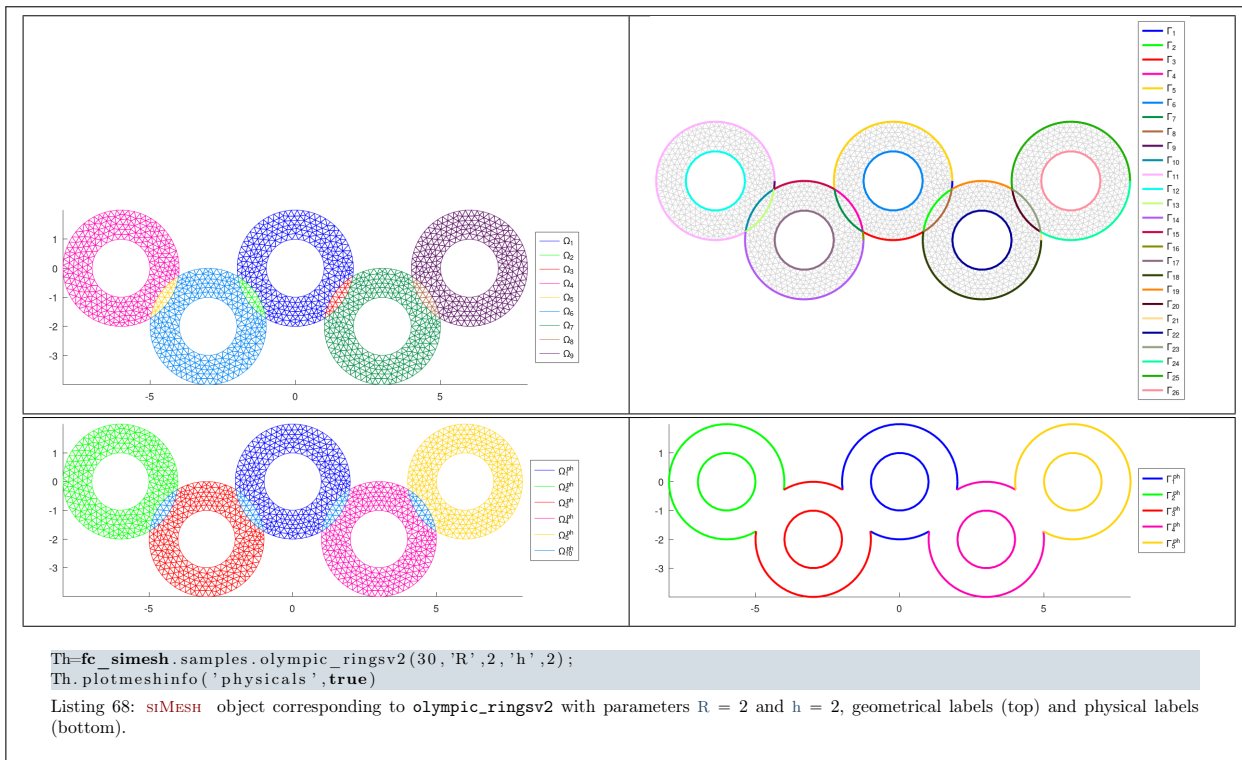 1
0
-1
-2
-3
-5
0
5
Ω1
Ω2
Ω3
Ω4
Ω5
Ω6
Ω7
Ω8
Ω9
Γ1
Γ2
Γ3
Γ4
Γ5
Γ6
Γ7
Γ8
Γ9
Γ10
Γ11
Γ12
Γ13
Γ14
Γ15
Γ16
Γ17
Γ18
Γ19
Γ20
Γ21
Γ22
Γ23
Γ24
Γ25
Γ26
1
0
-1
-2
-3
-5
0
5
Ω1ph
Ω2ph
Ω3ph
Ω4ph
Ω5ph
1
0
-1
-2
-3
-5
0
5
Γ1ph
Γ2ph
Γ3ph
Γ4ph
Γ5ph
Th=fc_simesh.samples.olympic_ringsv2(30,'R',2,'h',2);
Th.plotmeshinfo('physicals',true)
Listing 68: siMesh object corresponding to olympic_ringsv2 with parameters R = 2 and h = 2, geometrical labels (top) and physical labels
(bottom).